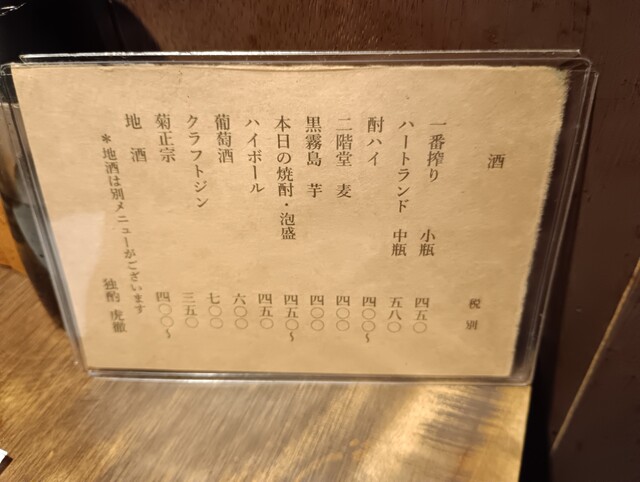 酒
税別
一番搾り 小瓶 四五〇
ハートランド 中瓶 五八〇
酎ハイ 四〇〇〜
二階堂 麦 四〇〇
黒霧島 芋 四〇〇
本日の焼酎・泡盛 四五〇〜
ハイボール 四五〇
葡萄酒 六〇〇
クラフトジン 七〇〇
菊正宗 三五〇
地酒 四〇〇〜
*地酒は別メニューがございます
独酌 虎徹